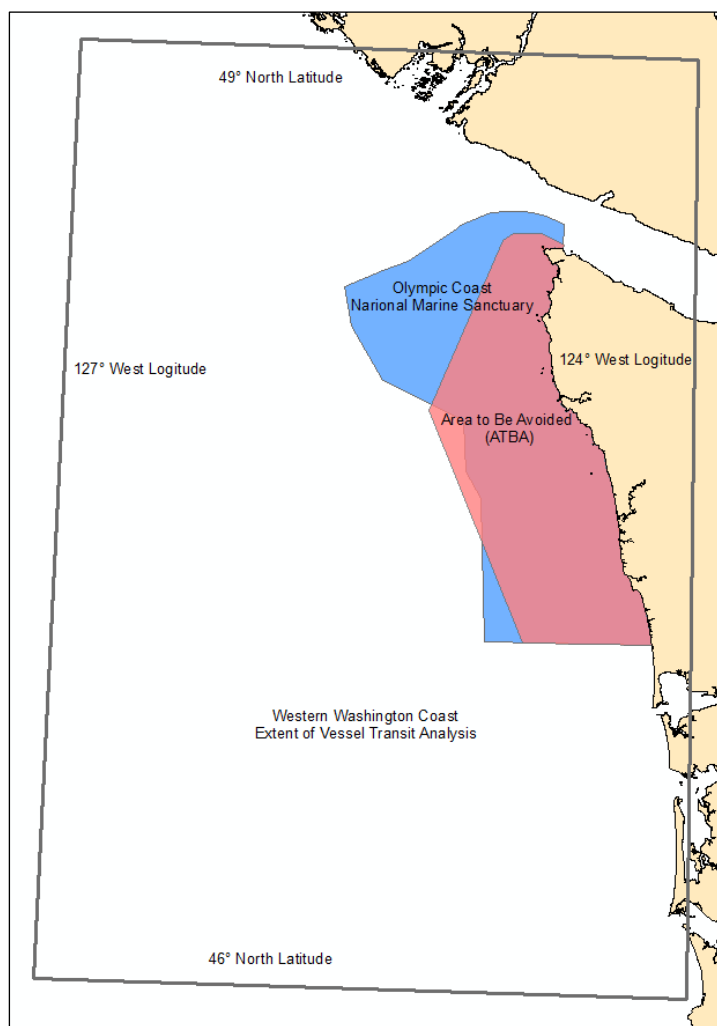 49° North Latitude
Olympic Coast
Narional Marine Sanctuary
127° West Logitude
124° West Logitude
Area to Be Avoided
(ATBA)
Western Washington Coast
Extent of Vessel Transit Analysis
46° North Latitude